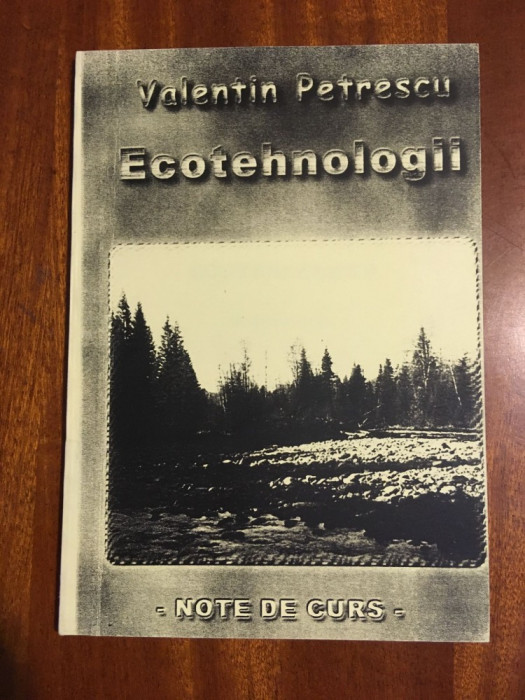 Valentin Petrescu
Ecotehnologii
- NOTE DE CURS -